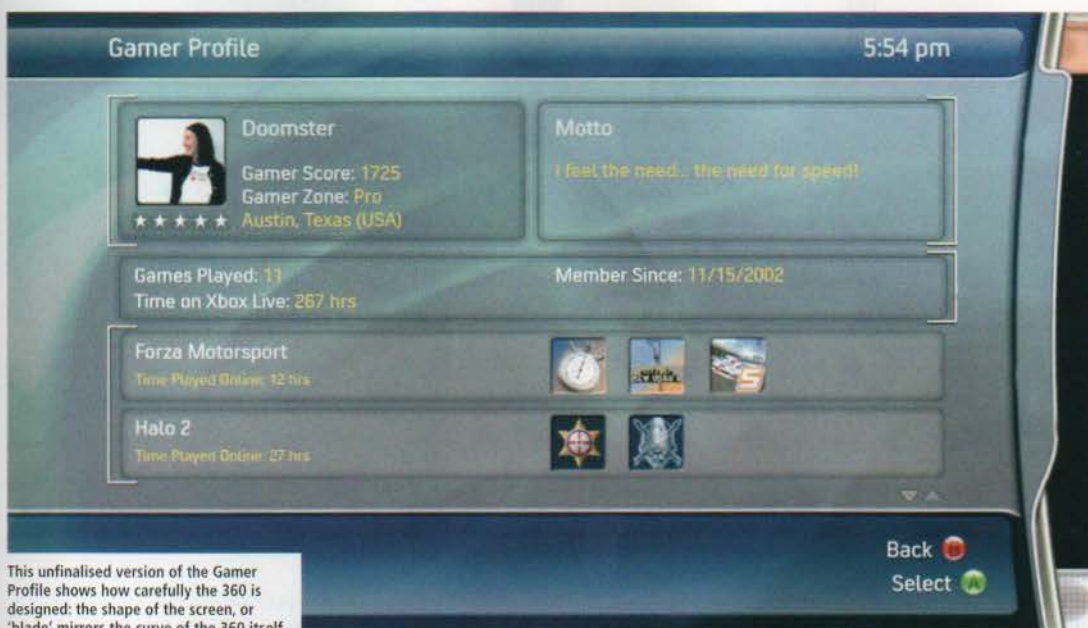 Gamer Profile
5:54 pm
Doomster
Gamer Score: 1725
Gamer Zone: Pro
Austin, Texas (USA)
Motto
I feel the need... the need for speed!
Games Played: 11
Time on Xbox Live: 267 hrs
Member Since: 11/15/2002
Forza Motorsport
Time Played Online: 12 hrs
Halo 2
Time Played Online: 27 hrs
Back B
Select A
This unfinalised version of the Gamer
Profile shows how carefully the 360 is
designed: the shape of the screen, or
'blade' mirrors the curve of the 360 itself